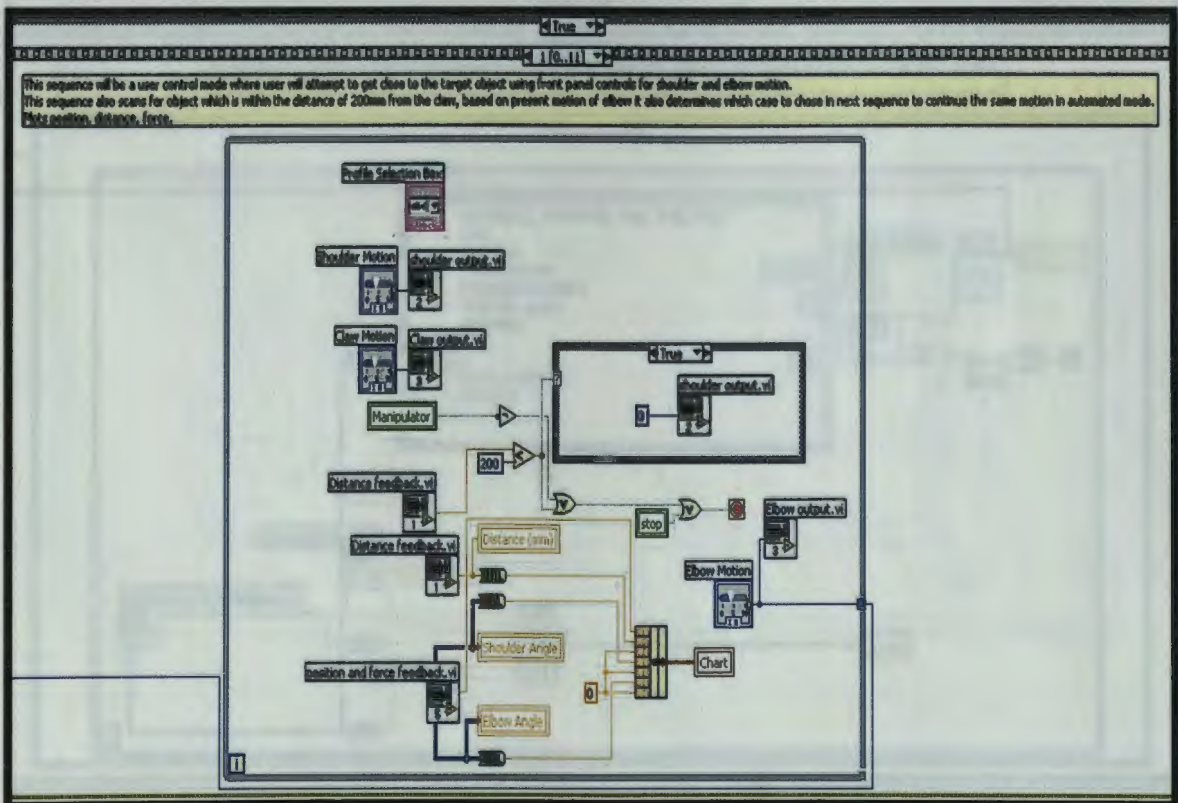 True
1 [0..11]
This sequence will be a user control mode where user will attempt to get close to the target object using front panel controls for shoulder and elbow motion.
This sequence also scans for object which is within the distance of 200mm from the claw, based on present motion of elbow it also determines which case to chose in next sequence to continue the same motion in automated mode.
Plots position, distance, force.
Profile Selection Box
Shoulder Motion
shoulder output.vi
2
Claw Motion
Claw output.vi
3
True
shoulder output.vi
0
2
Manipulator
200
Distance feedback.vi
1
stop
Elbow output.vi
3
Distance (mm)
Distance feedback.vi
1
Elbow Motion
Shoulder Angle
position and force feedback.vi
Chart
0
Elbow Angle
i